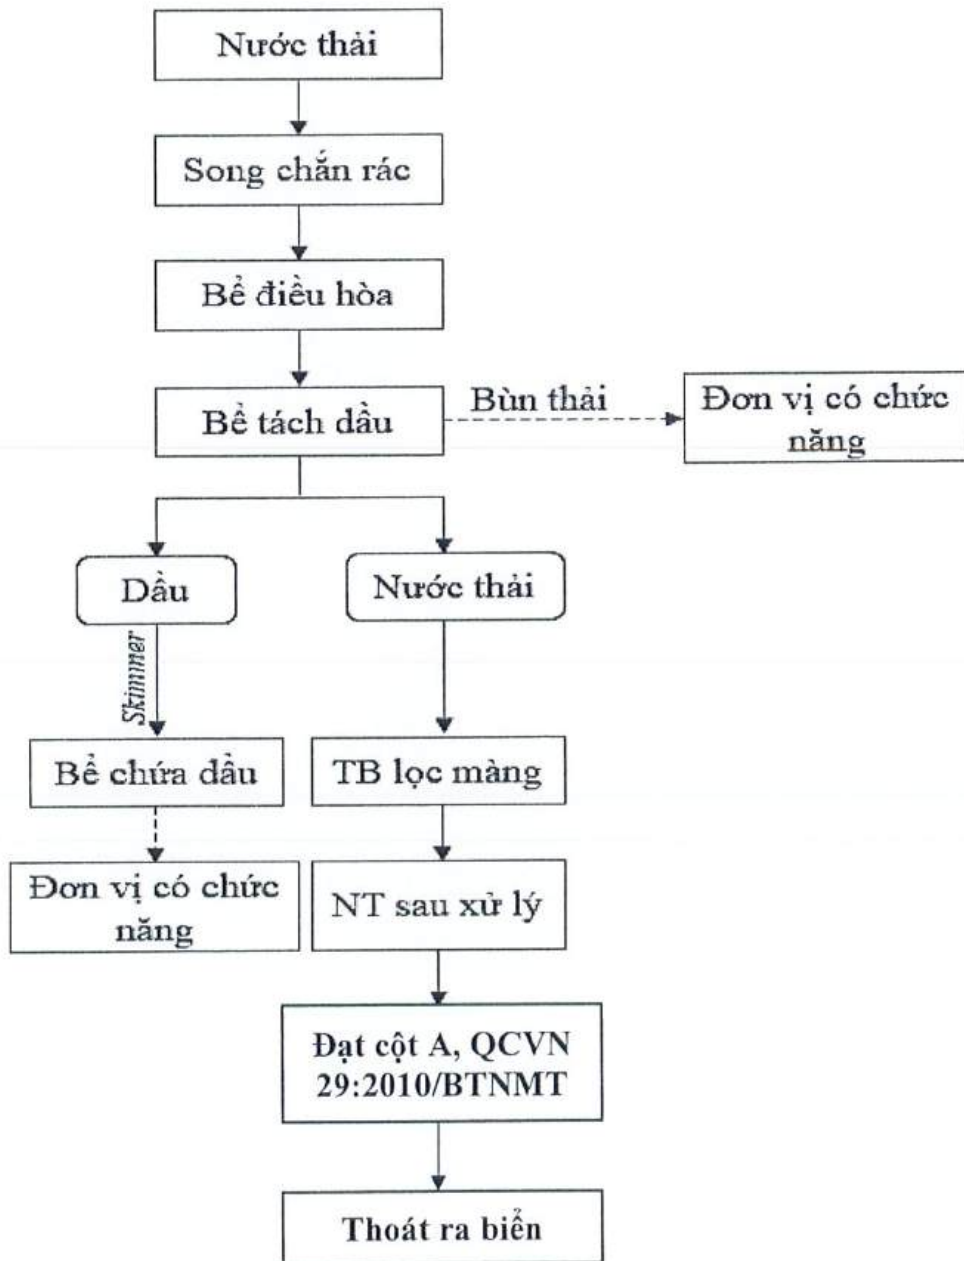 Nước thải
Song chắn rác
Bể điều hòa
Bể tách dầu
Bùn thải
Đơn vị có chức
năng
Dầu
Nước thải
Skimmer
Bể chứa dầu
TB lọc màng
Đơn vị có chức
năng
NT sau xử lý
Đạt cột A, QCVN
29:2010/BTNMT
Thoát ra biển